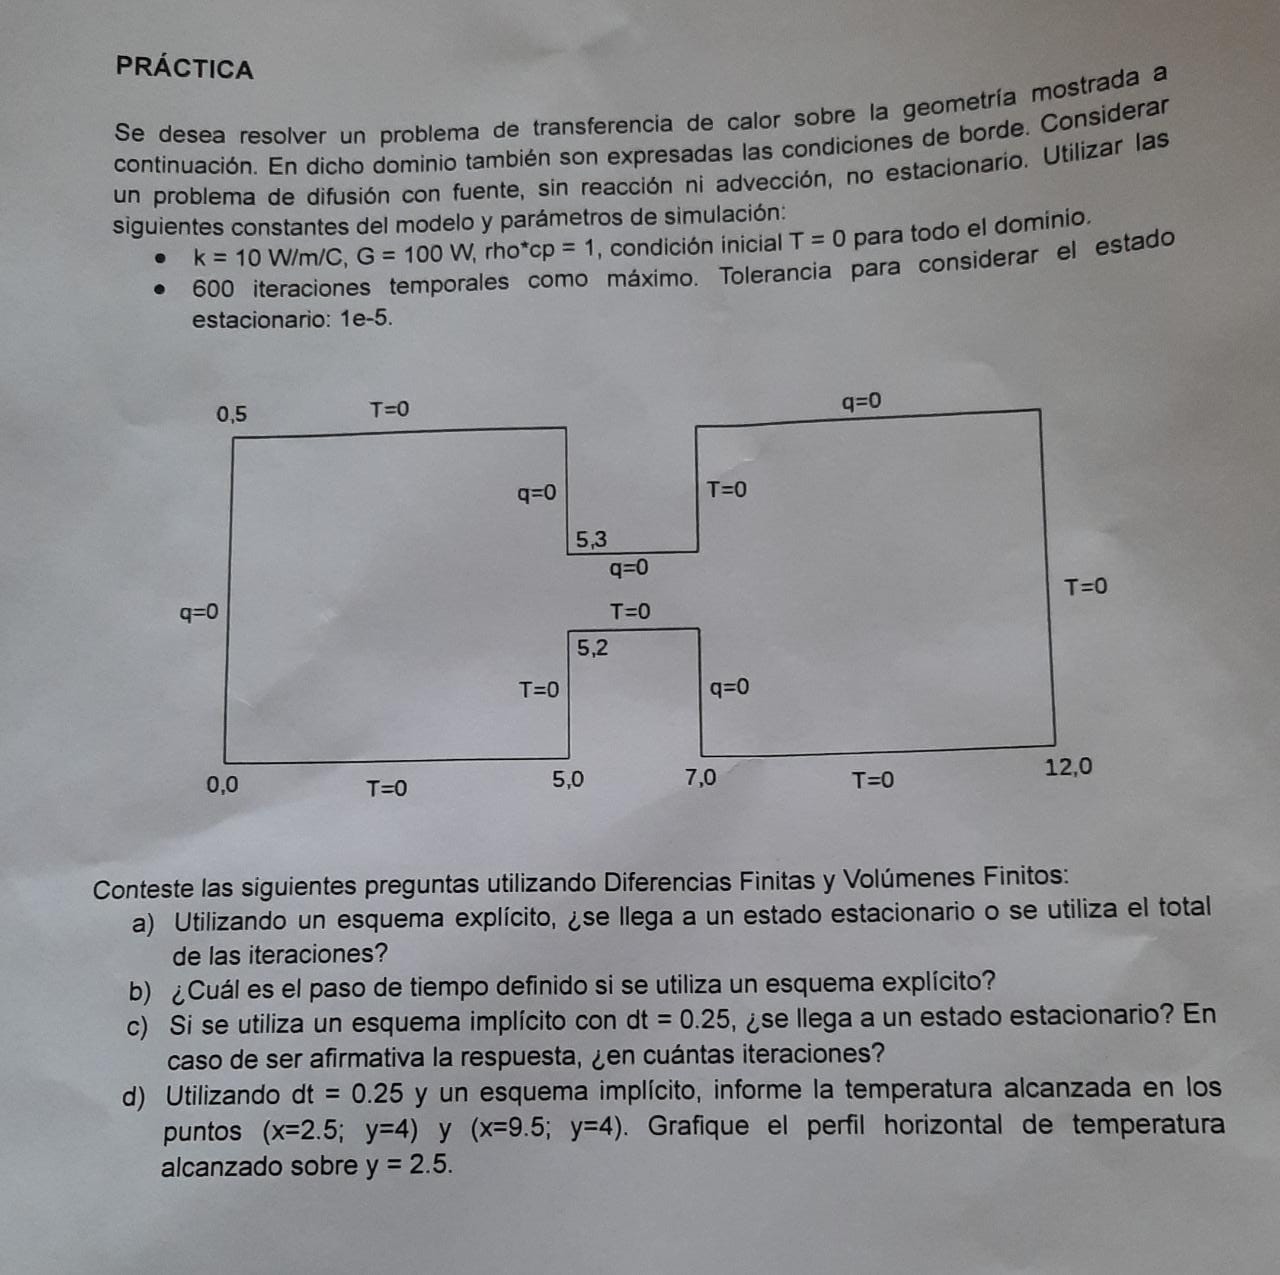 PRÁCTICA
Se desea resolver un problema de transferencia de calor sobre la geometría mostrada a
continuación. En dicho dominio también son expresadas las condiciones de borde. Considerar
un problema de difusión con fuente, sin reacción ni advección, no estacionario. Utilizar las
siguientes constantes del modelo y parámetros de simulación:
• k = 10 W/m/C, G = 100 W, rho*cp = 1, condición inicial T = 0 para todo el dominio.
• 600 iteraciones temporales como máximo. Tolerancia para considerar el estado
estacionario: 1e-5.
0,5 T=0 q=0
q=0 T=0
5,3
q=0
T=0
q=0 T=0
5,2
T=0 q=0
0,0 T=0 5,0 7,0 T=0 12,0
Conteste las siguientes preguntas utilizando Diferencias Finitas y Volúmenes Finitos:
a) Utilizando un esquema explícito, ¿se llega a un estado estacionario o se utiliza el total
de las iteraciones?
b) ¿Cuál es el paso de tiempo definido si se utiliza un esquema explícito?
c) Si se utiliza un esquema implícito con dt = 0.25, ¿se llega a un estado estacionario? En
caso de ser afirmativa la respuesta, ¿en cuántas iteraciones?
d) Utilizando dt = 0.25 y un esquema implícito, informe la temperatura alcanzada en los
puntos (x=2.5; y=4) y (x=9.5; y=4). Grafique el perfil horizontal de temperatura
alcanzado sobre y = 2.5.